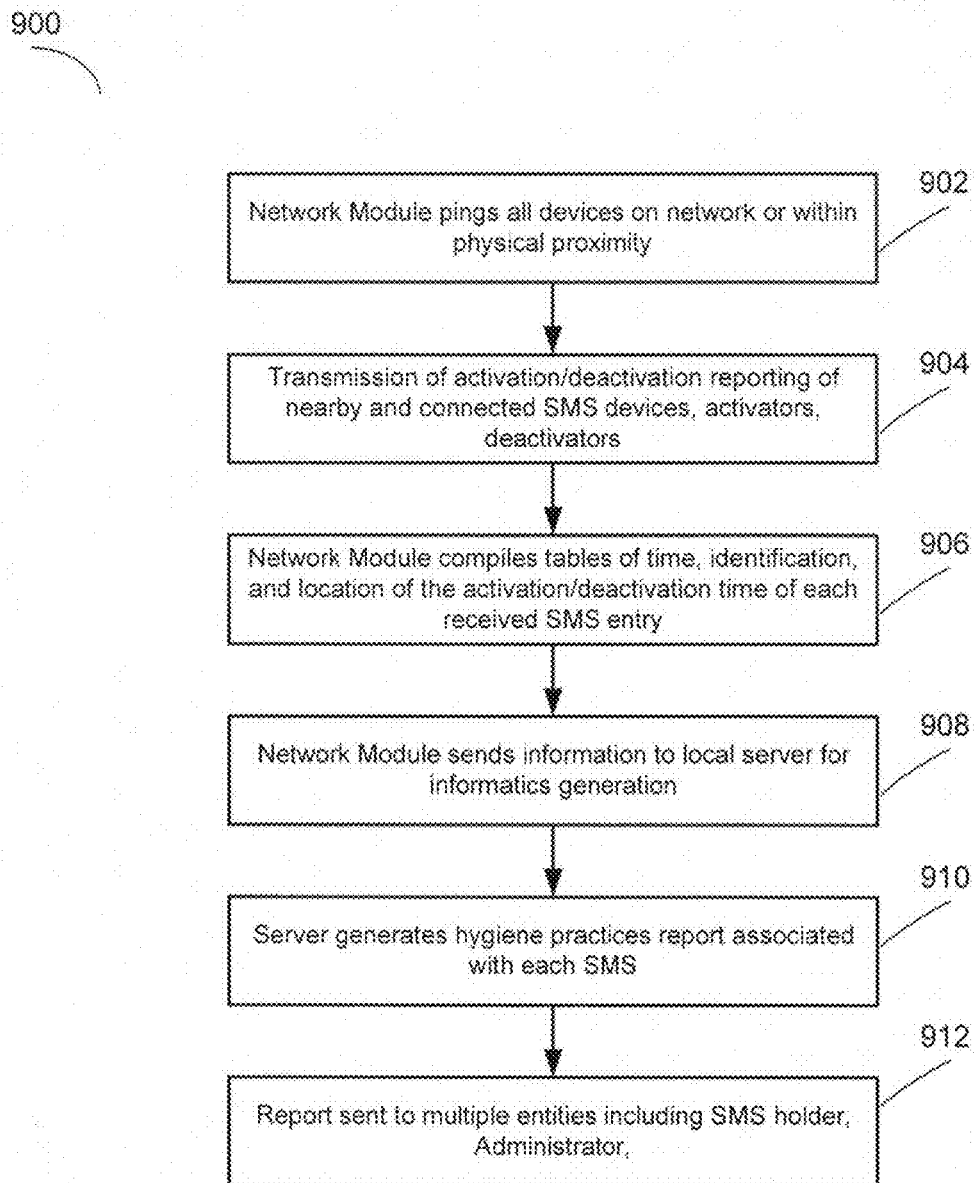 900
902
Network Module pings all devices on network or within
physical proximity
904
Transmission of activation/deactivation reporting of
nearby and connected SMS devices, activators,
deactivators
906
Network Module compiles tables of time, identification,
and location of the activation/deactivation time of each
received SMS entry
908
Network Module sends information to local server for
informatics generation
910
Server generates hygiene practices report associated
with each SMS
912
Report sent to multiple entities including SMS holder,
Administrator,